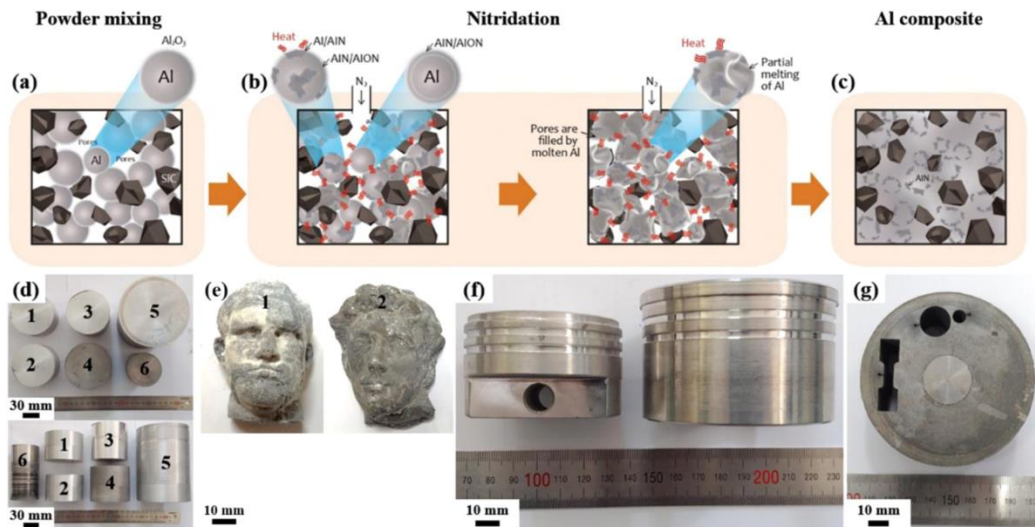 Powder mixing
Nitridation
Al composite
Al₂O₃
Al
(a)
Pores
Al
Pores
SiC
(b)
Heat
Al/AlN
AlN/AlON
N₂
AlN/AlON
Al
Pores are
filled by
molten Al
N₂
Heat
Partial
melting
of Al
(c)
AlN
(d)
1
3
5
2
4
6
30 mm
6
1
3
5
2
4
30 mm
(e)
1
2
10 mm
(f)
70 80 90 100 110 120 130 140 150 160 170 180 190 200 210 220 230
10 mm
(g)
150
10 mm